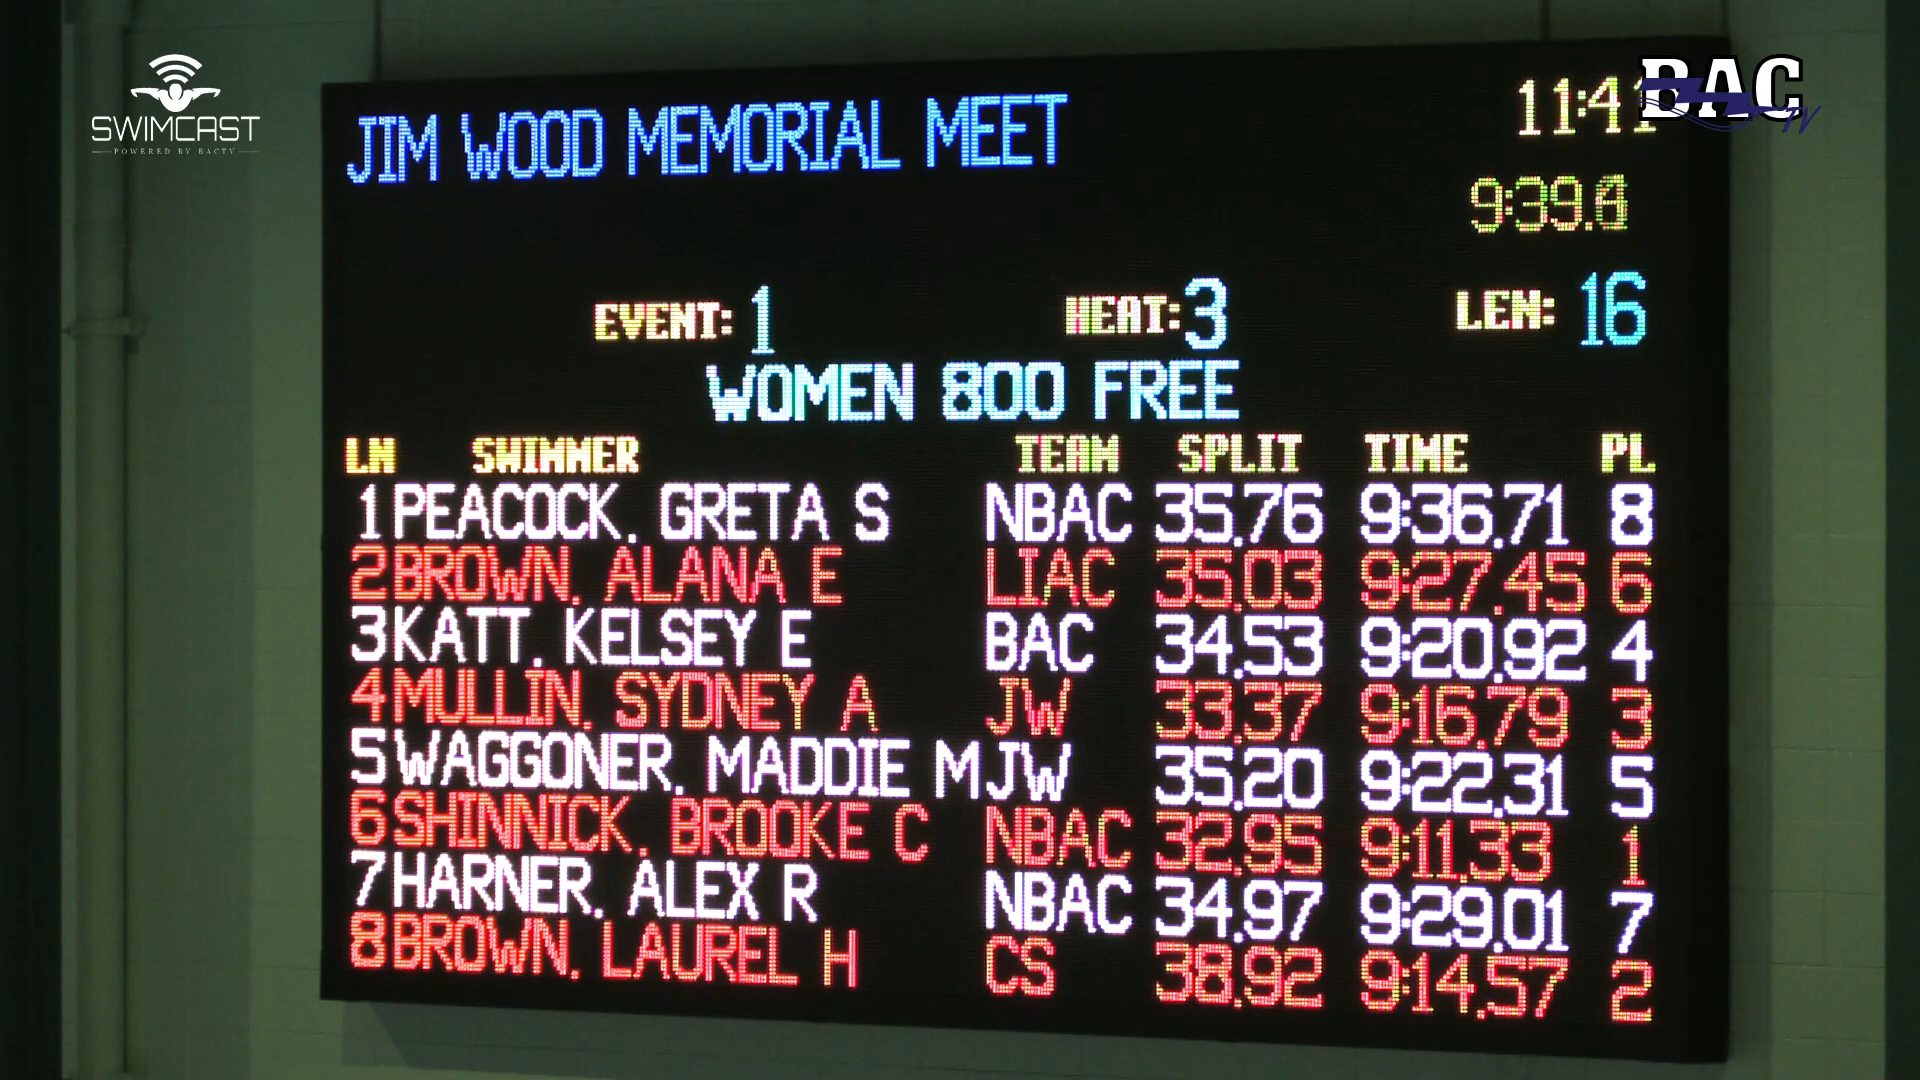 SWIMCAST
POWERED BY BACTV
BAC TV
JIM WOOD MEMORIAL MEET 11:41
9:39.
EVENT: 1 HEAT: 3 LEN: 16
WOMEN 800 FREE
LN SWIMMER TEAM SPLIT TIME PL
1 PEACOCK, GRETA S NBAC 35.76 9:36.71 8
2 BROWN, ALANA E LIAC 35.03 9:27.45 6
3 KATT, KELSEY E BAC 34.53 9:20.92 4
4 MULLIN, SYDNEY A JW 33.37 9:16.79 3
5 WAGGONER, MADDIE M JW 35.20 9:22.31 5
6 SHINNICK, BROOKE C NBAC 32.95 9:11.33 1
7 HARNER, ALEX R NBAC 34.97 9:29.01 7
8 BROWN, LAUREL H CS 38.92 9:14.57 2